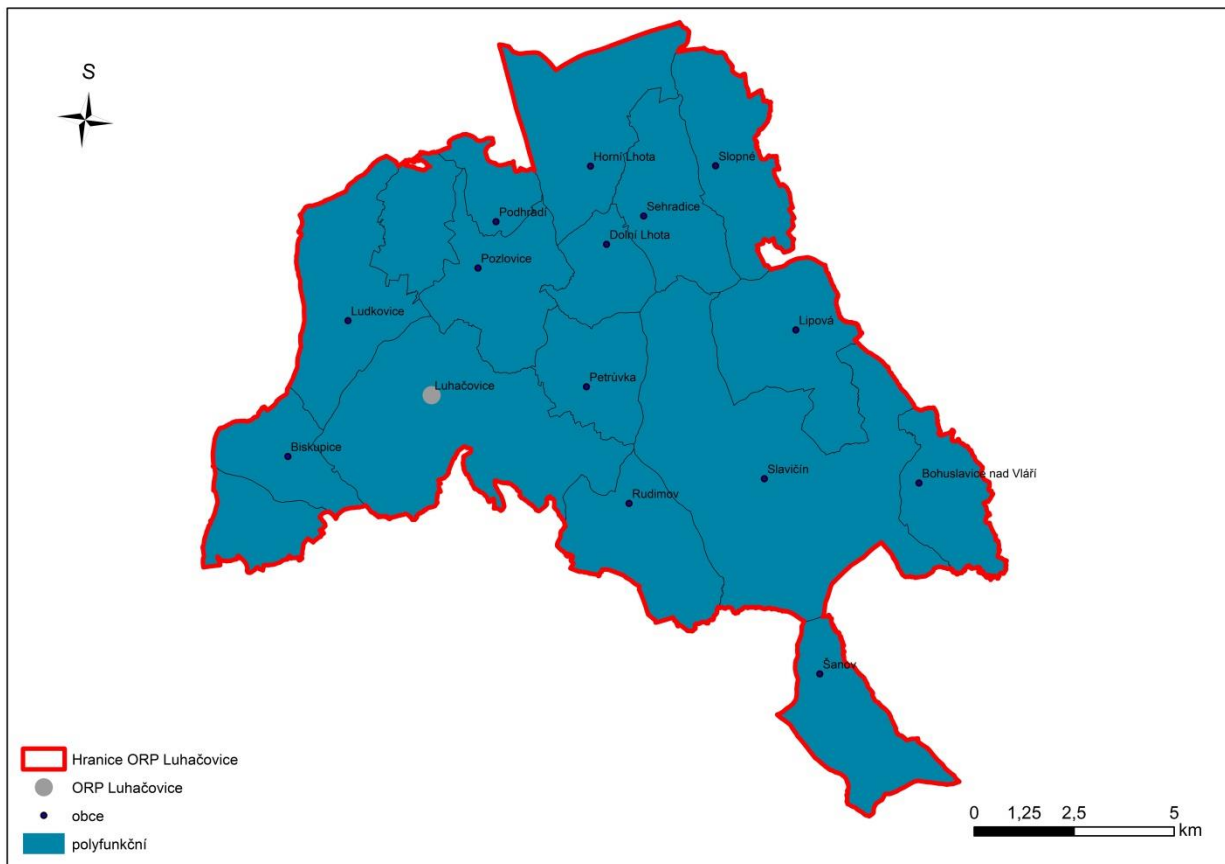 S
Horní Lhota
Slopné
Sehradice
Podhradí
Dolní Lhota
Pozlovice
Ludkovice
Lipová
Petrůvka
Luhačovice
Biskupice
Slavičín
Bohuslavice nad Vláří
Rudimov
Šanov
Hranice ORP Luhačovice
ORP Luhačovice
obce
polyfunkční
0 1,25 2,5 5
km